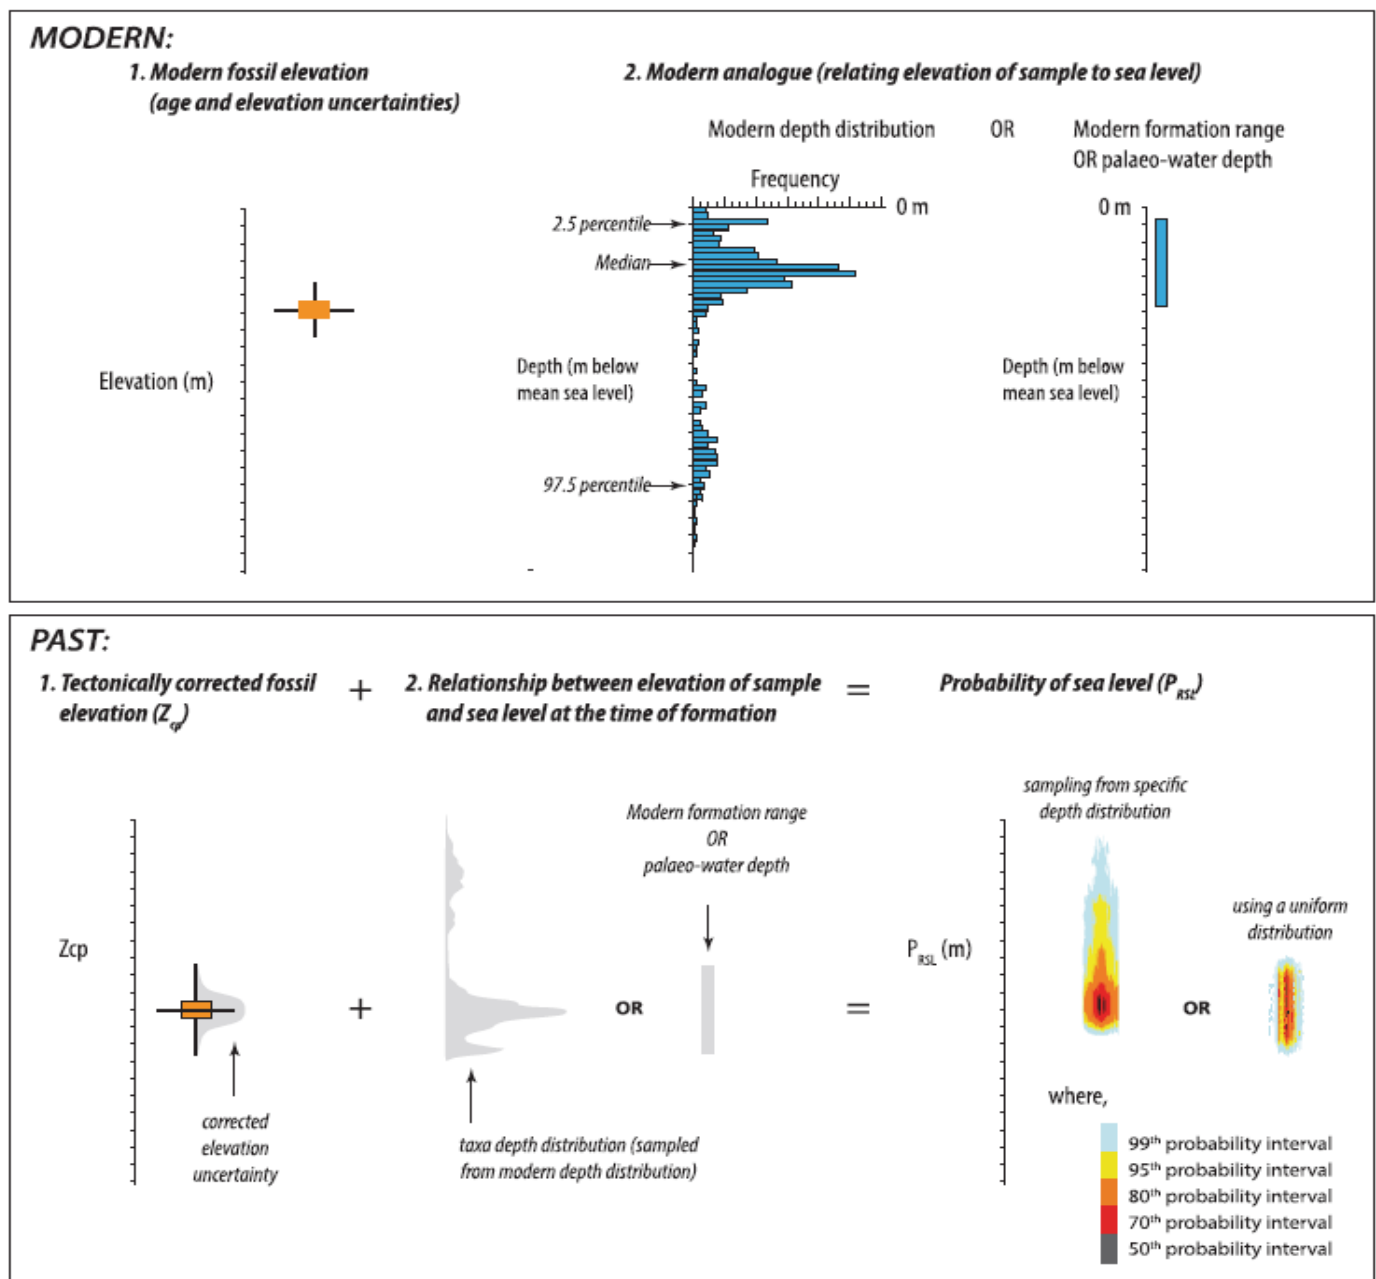 MODERN:
1. Modern fossil elevation
(age and elevation uncertainties)
2. Modern analogue (relating elevation of sample to sea level)
Modern depth distribution
OR
Modern formation range
OR palaeo-water depth
Frequency
0 m
0 m
2.5 percentile
Median
Elevation (m)
Depth (m below
mean sea level)
Depth (m below
mean sea level)
97.5 percentile
PAST:
1. Tectonically corrected fossil
elevation (Zcp)
+
2. Relationship between elevation of sample
and sea level at the time of formation
=
Probability of sea level (PRSL)
sampling from specific
depth distribution
Modern formation range
OR
palaeo-water depth
using a uniform
distribution
Zcp
PRSL (m)
+
OR
=
OR
corrected
elevation
uncertainty
taxa depth distribution (sampled
from modern depth distribution)
where,
99th probability interval
95th probability interval
80th probability interval
70th probability interval
50th probability interval